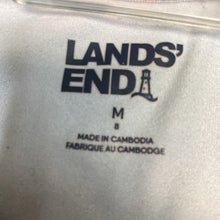 LANDS'
END
M
8
MADE IN CAMBODIA
FABRIQUÉ AU CAMBODGE